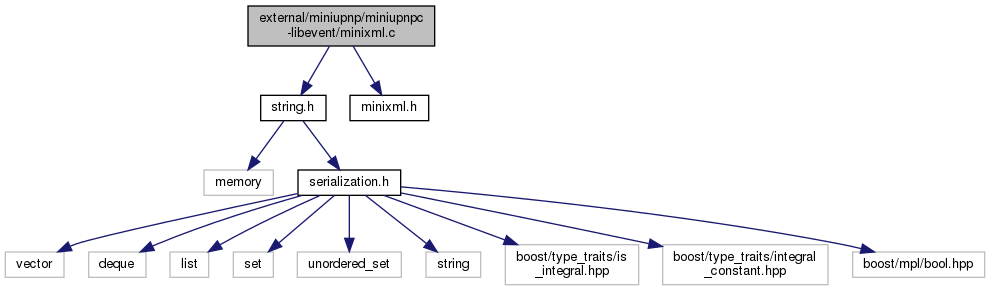 external/miniupnp/miniupnpc
-libevent/minixml.c
string.h
minixml.h
memory
serialization.h
vector
deque
list
set
unordered_set
string
boost/type_traits/is
_integral.hpp
boost/type_traits/integral
_constant.hpp
boost/mpl/bool.hpp